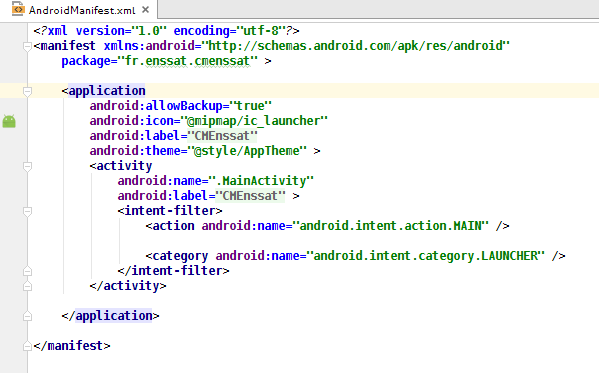 AndroidManifest.xml ×
<?xml version="1.0" encoding="utf-8"?>
<manifest xmlns:android="http://schemas.android.com/apk/res/android"
package="fr.enssat.cmenssat" >
<application
android:allowBackup="true"
android:icon="@mipmap/ic_launcher"
android:label="CMEnssat"
android:theme="@style/AppTheme" >
<activity
android:name=".MainActivity"
android:label="CMEnssat" >
<intent-filter>
<action android:name="android.intent.action.MAIN" />
<category android:name="android.intent.category.LAUNCHER" />
</intent-filter>
</activity>
</application>
</manifest>